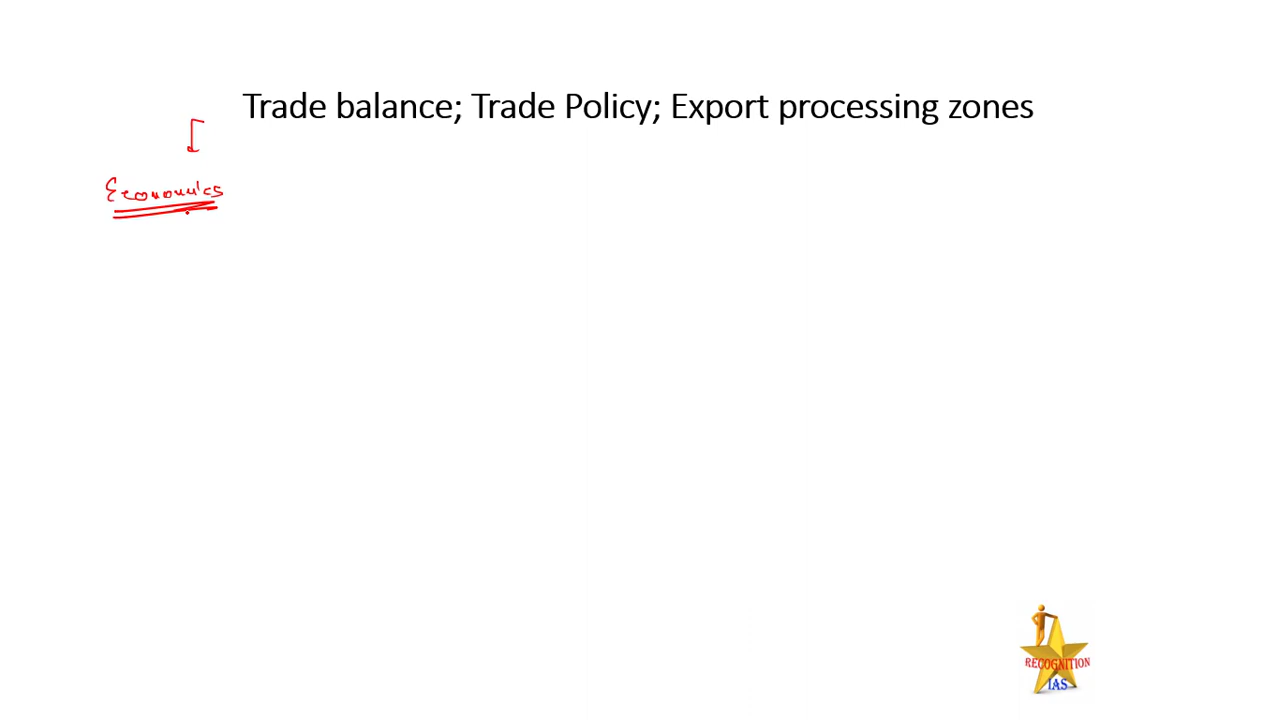 Trade balance; Trade Policy; Export processing zones
Economics
RECOGNITION
IAS